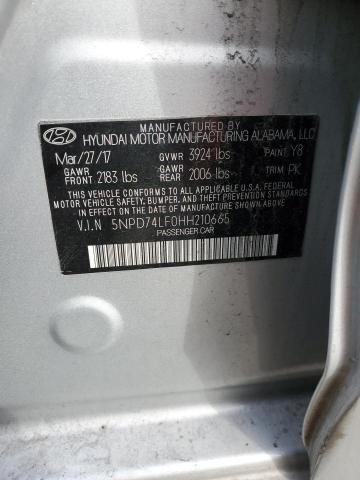 MANUFACTURED BY
HYUNDAI MOTOR MANUFACTURING ALABAMA, LLC
Mar/27/17 GVWR 3924 lbs PAINT Y8
GAWR FRONT 2183 lbs GAWR REAR 2006 lbs TRIM PK
THIS VEHICLE CONFORMS TO ALL APPLICABLE U.S.A. FEDERAL
MOTOR VEHICLE SAFETY, BUMPER, AND THEFT PREVENTION
STANDARDS IN EFFECT ON THE DATE OF MANUFACTURE SHOWN ABOVE.
V.I.N 5NPD74LF0HH210665
PASSENGER CAR